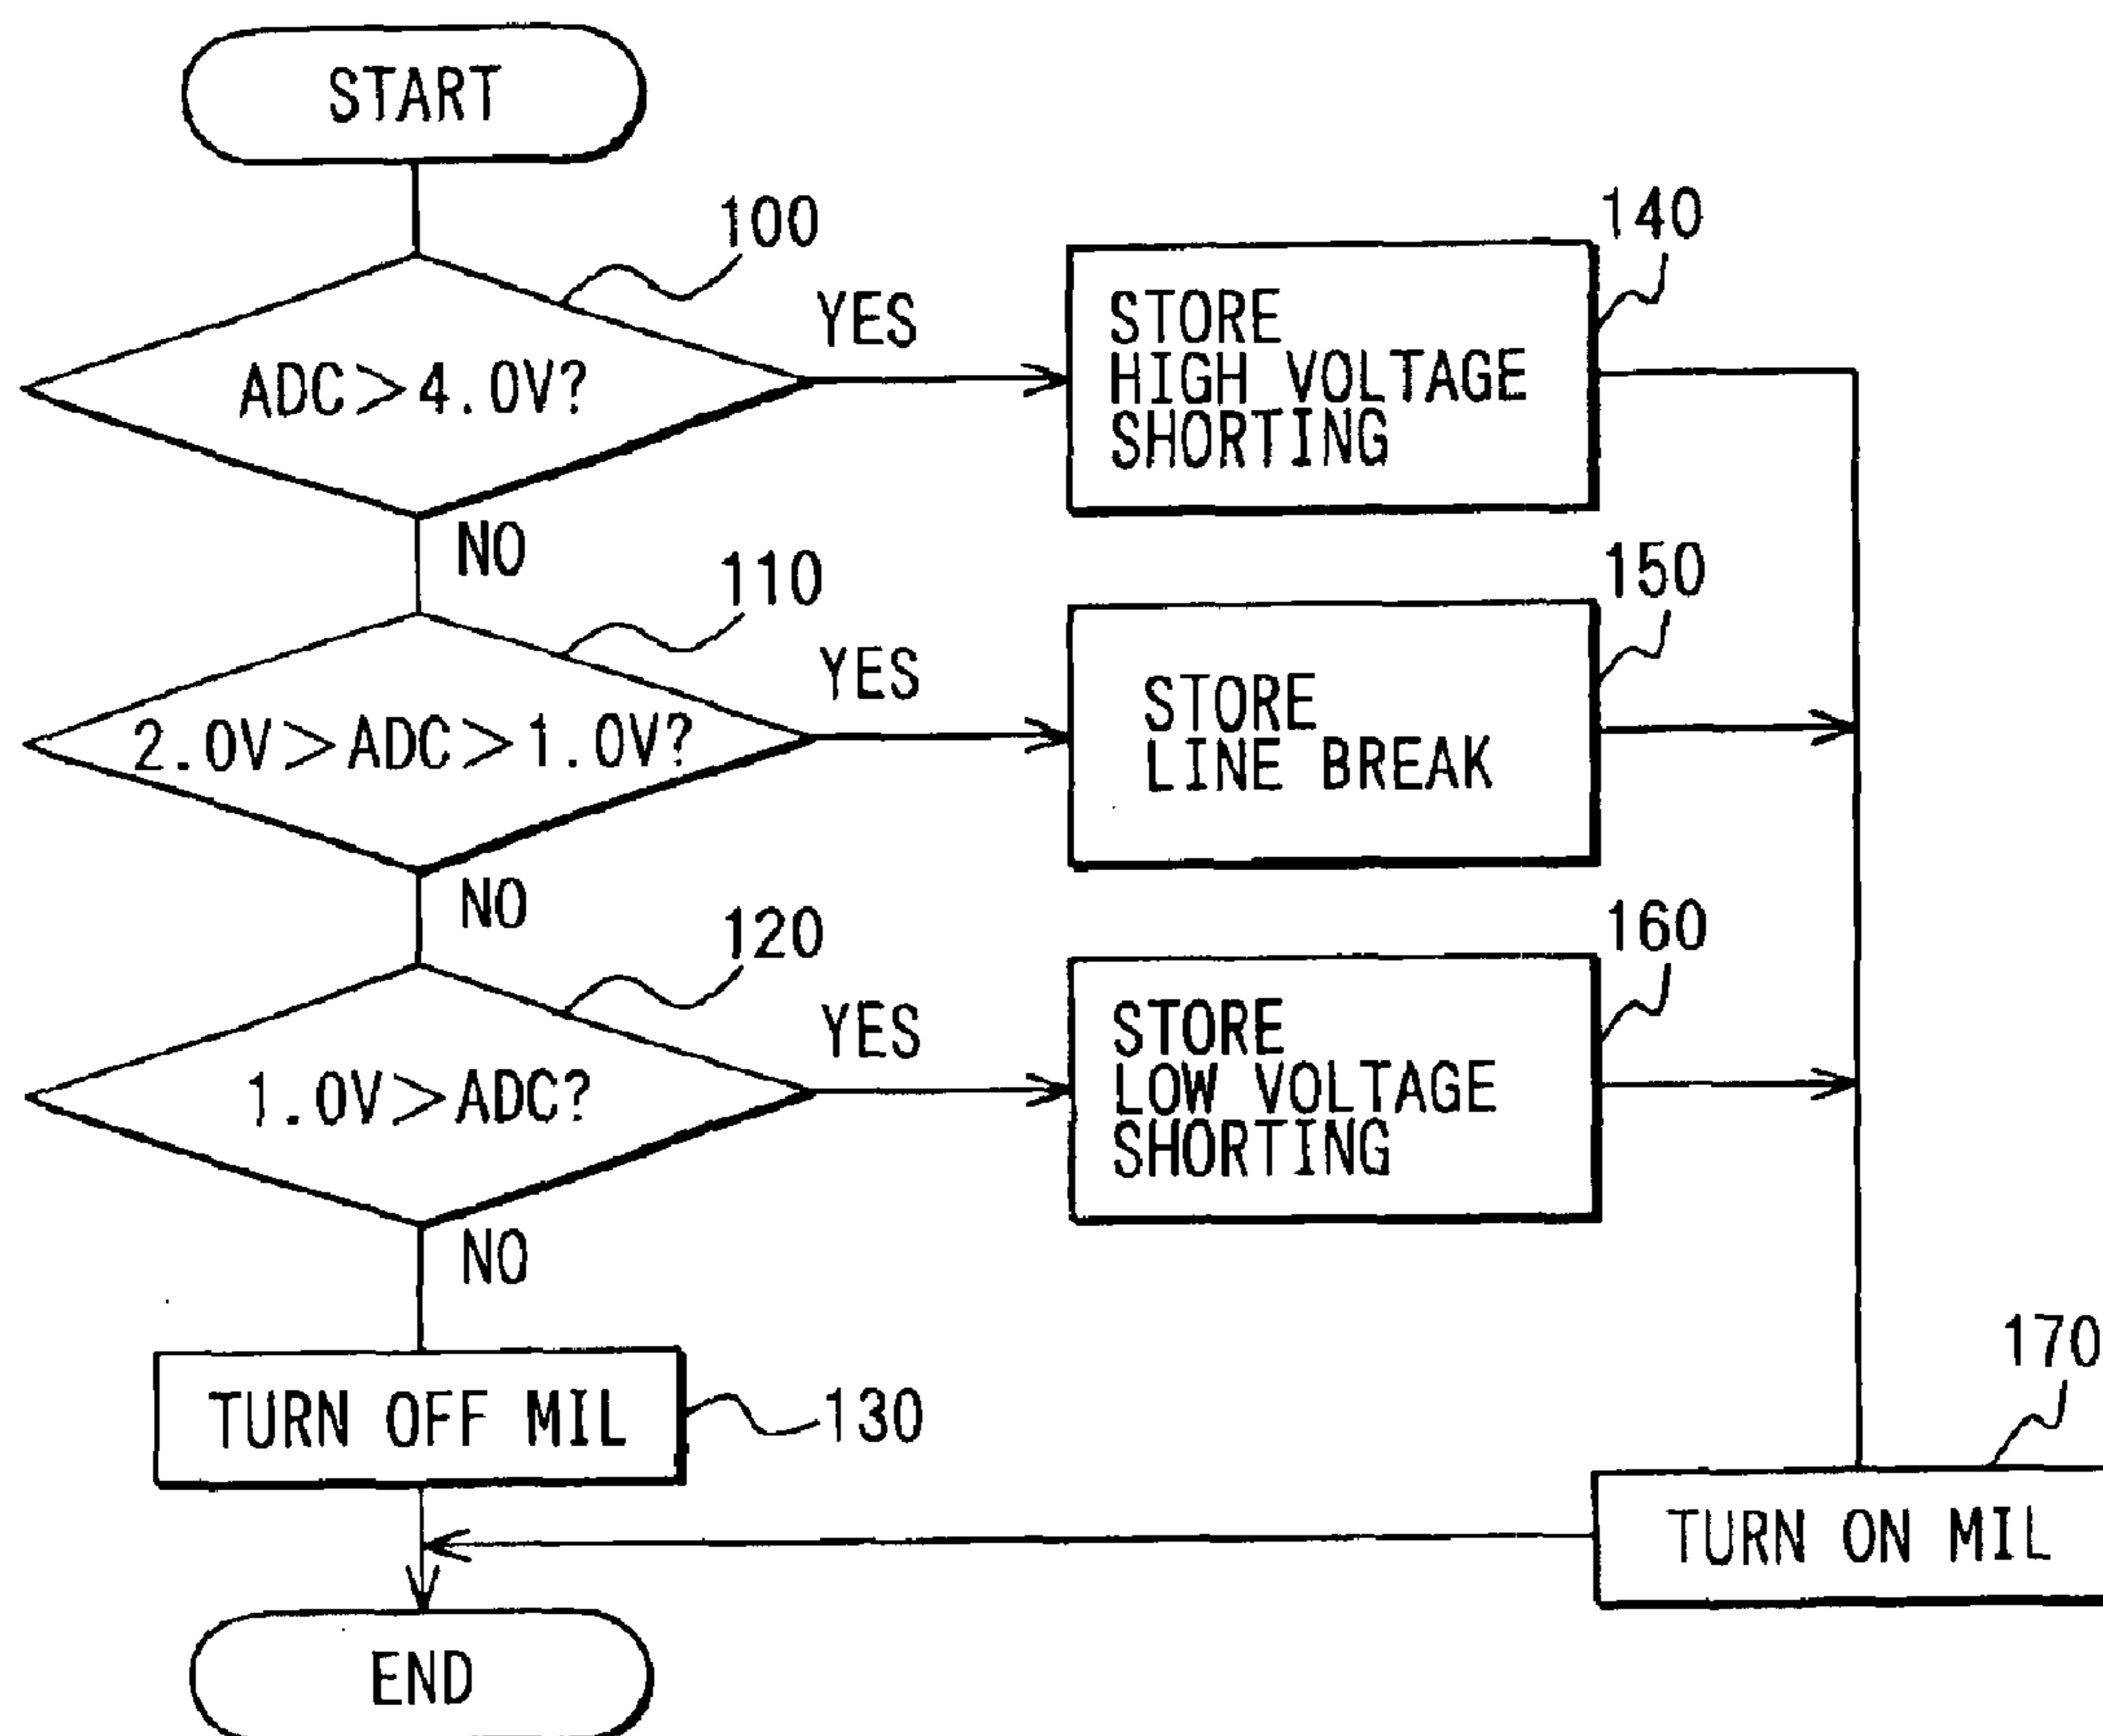 START
100
ADC>4.0V?
YES
140
STORE
HIGH VOLTAGE
SHORTING
NO
110
2.0V>ADC>1.0V?
YES
150
STORE
LINE BREAK
NO
120
1.0V>ADC?
YES
160
STORE
LOW VOLTAGE
SHORTING
NO
TURN OFF MIL
130
170
TURN ON MIL
END